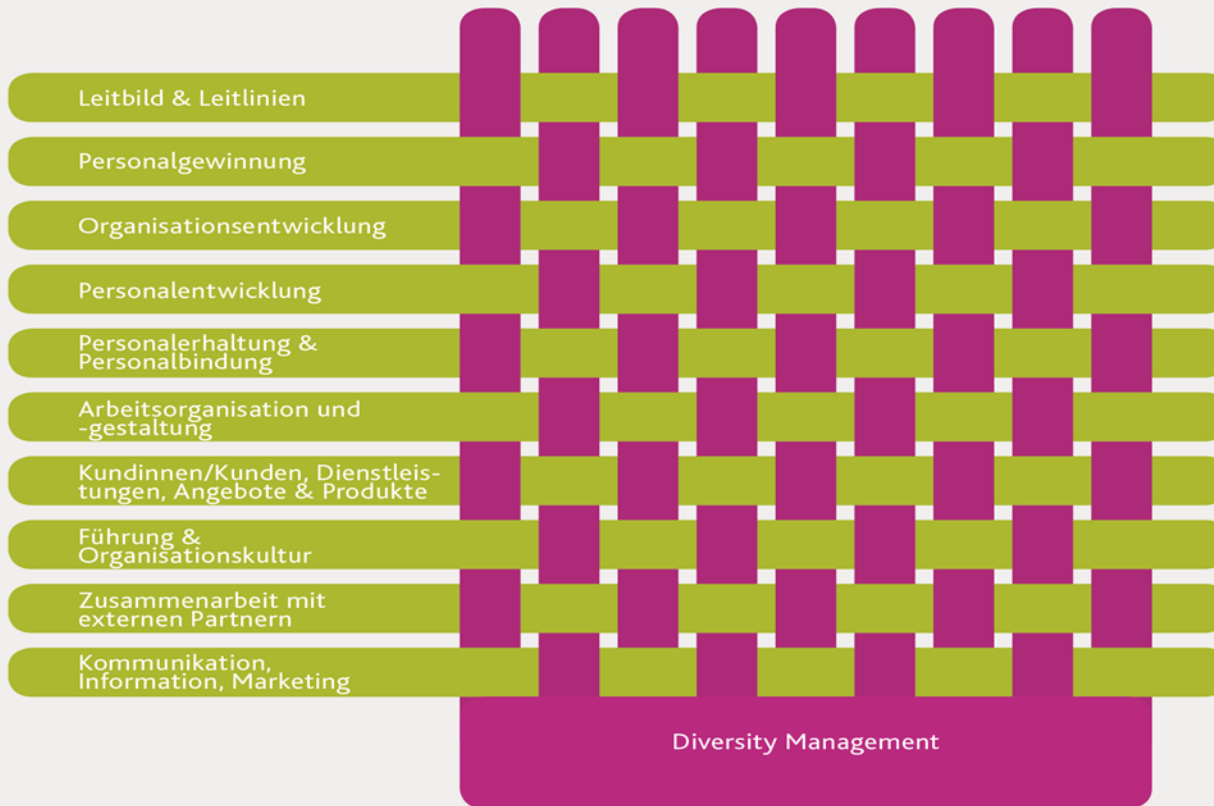 Leitbild & Leitlinien
Personalgewinnung
Organisationsentwicklung
Personalentwicklung
Personalerhaltung &
Personalbindung
Arbeitsorganisation und
-gestaltung
Kundinnen/Kunden, Dienstleis-
tungen, Angebote & Produkte
Führung &
Organisationskultur
Zusammenarbeit mit
externen Partnern
Kommunikation,
Information, Marketing
Diversity Management